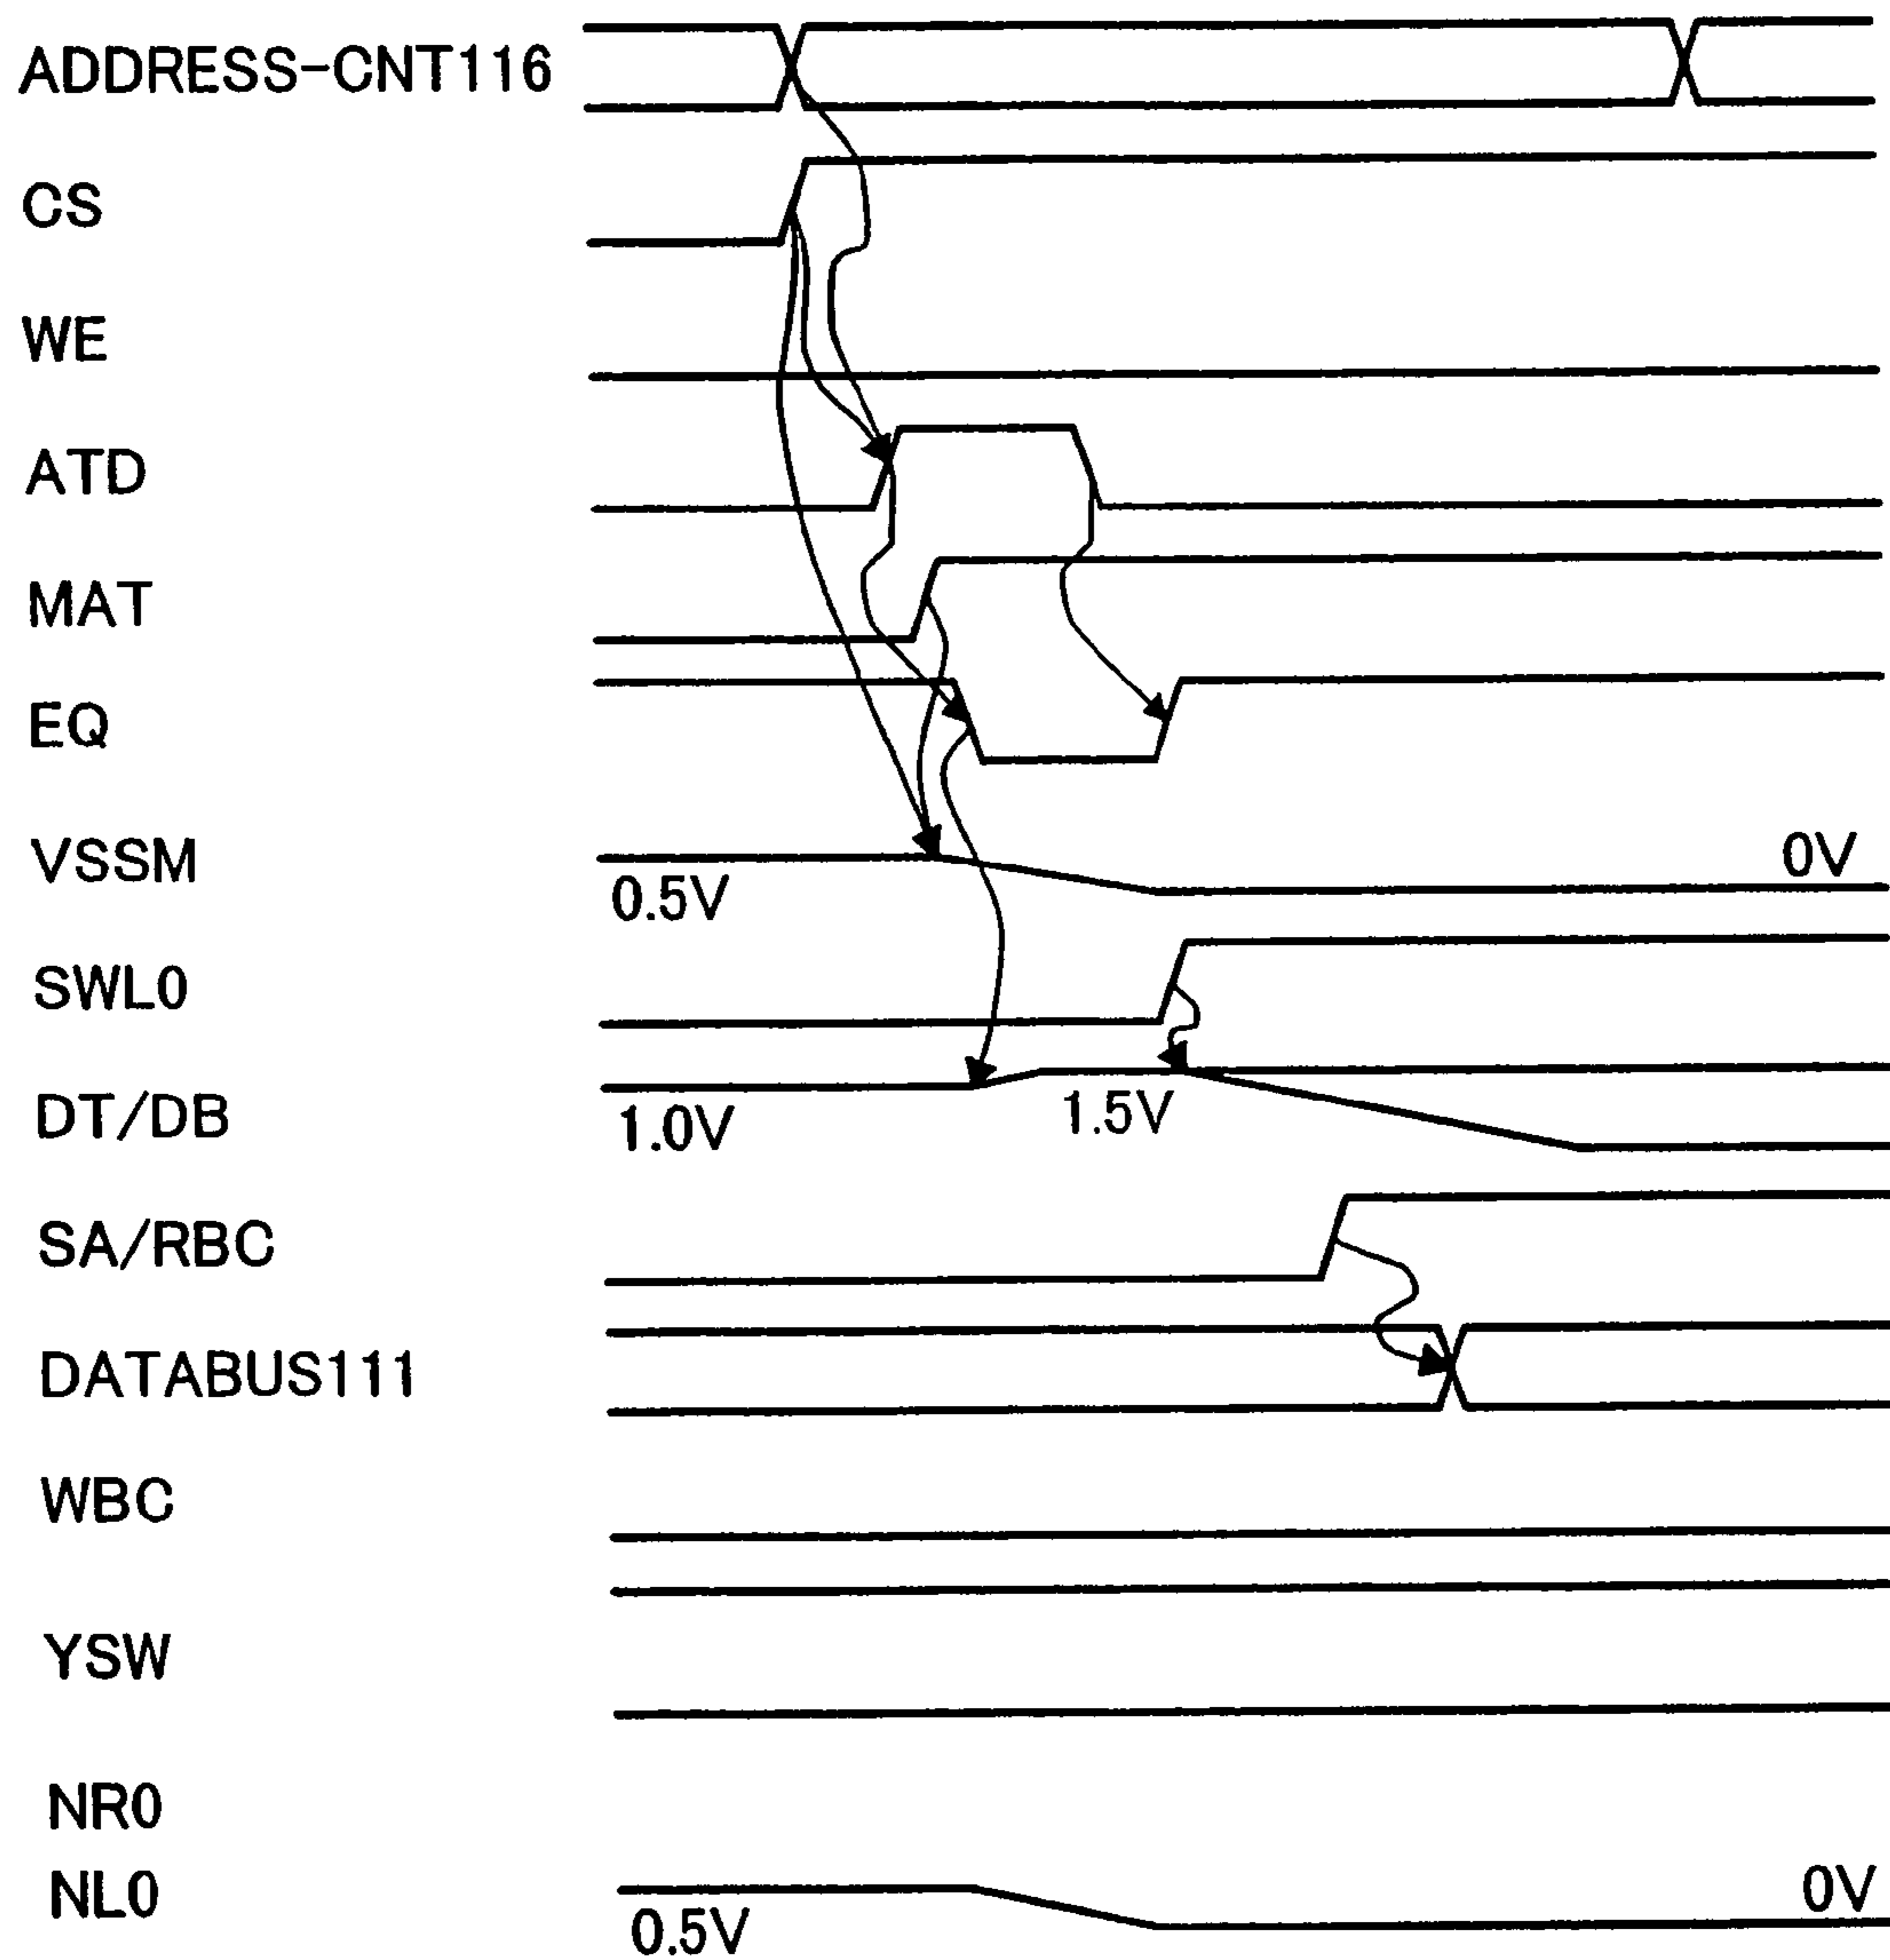 ADDRESS-CNT116
CS
WE
ATD
MAT
EQ
VSSM
0.5V
0V
SWL0
DT/DB
1.0V
1.5V
SA/RBC
DATABUS111
WBC
YSW
NR0
NL0
0.5V
0V